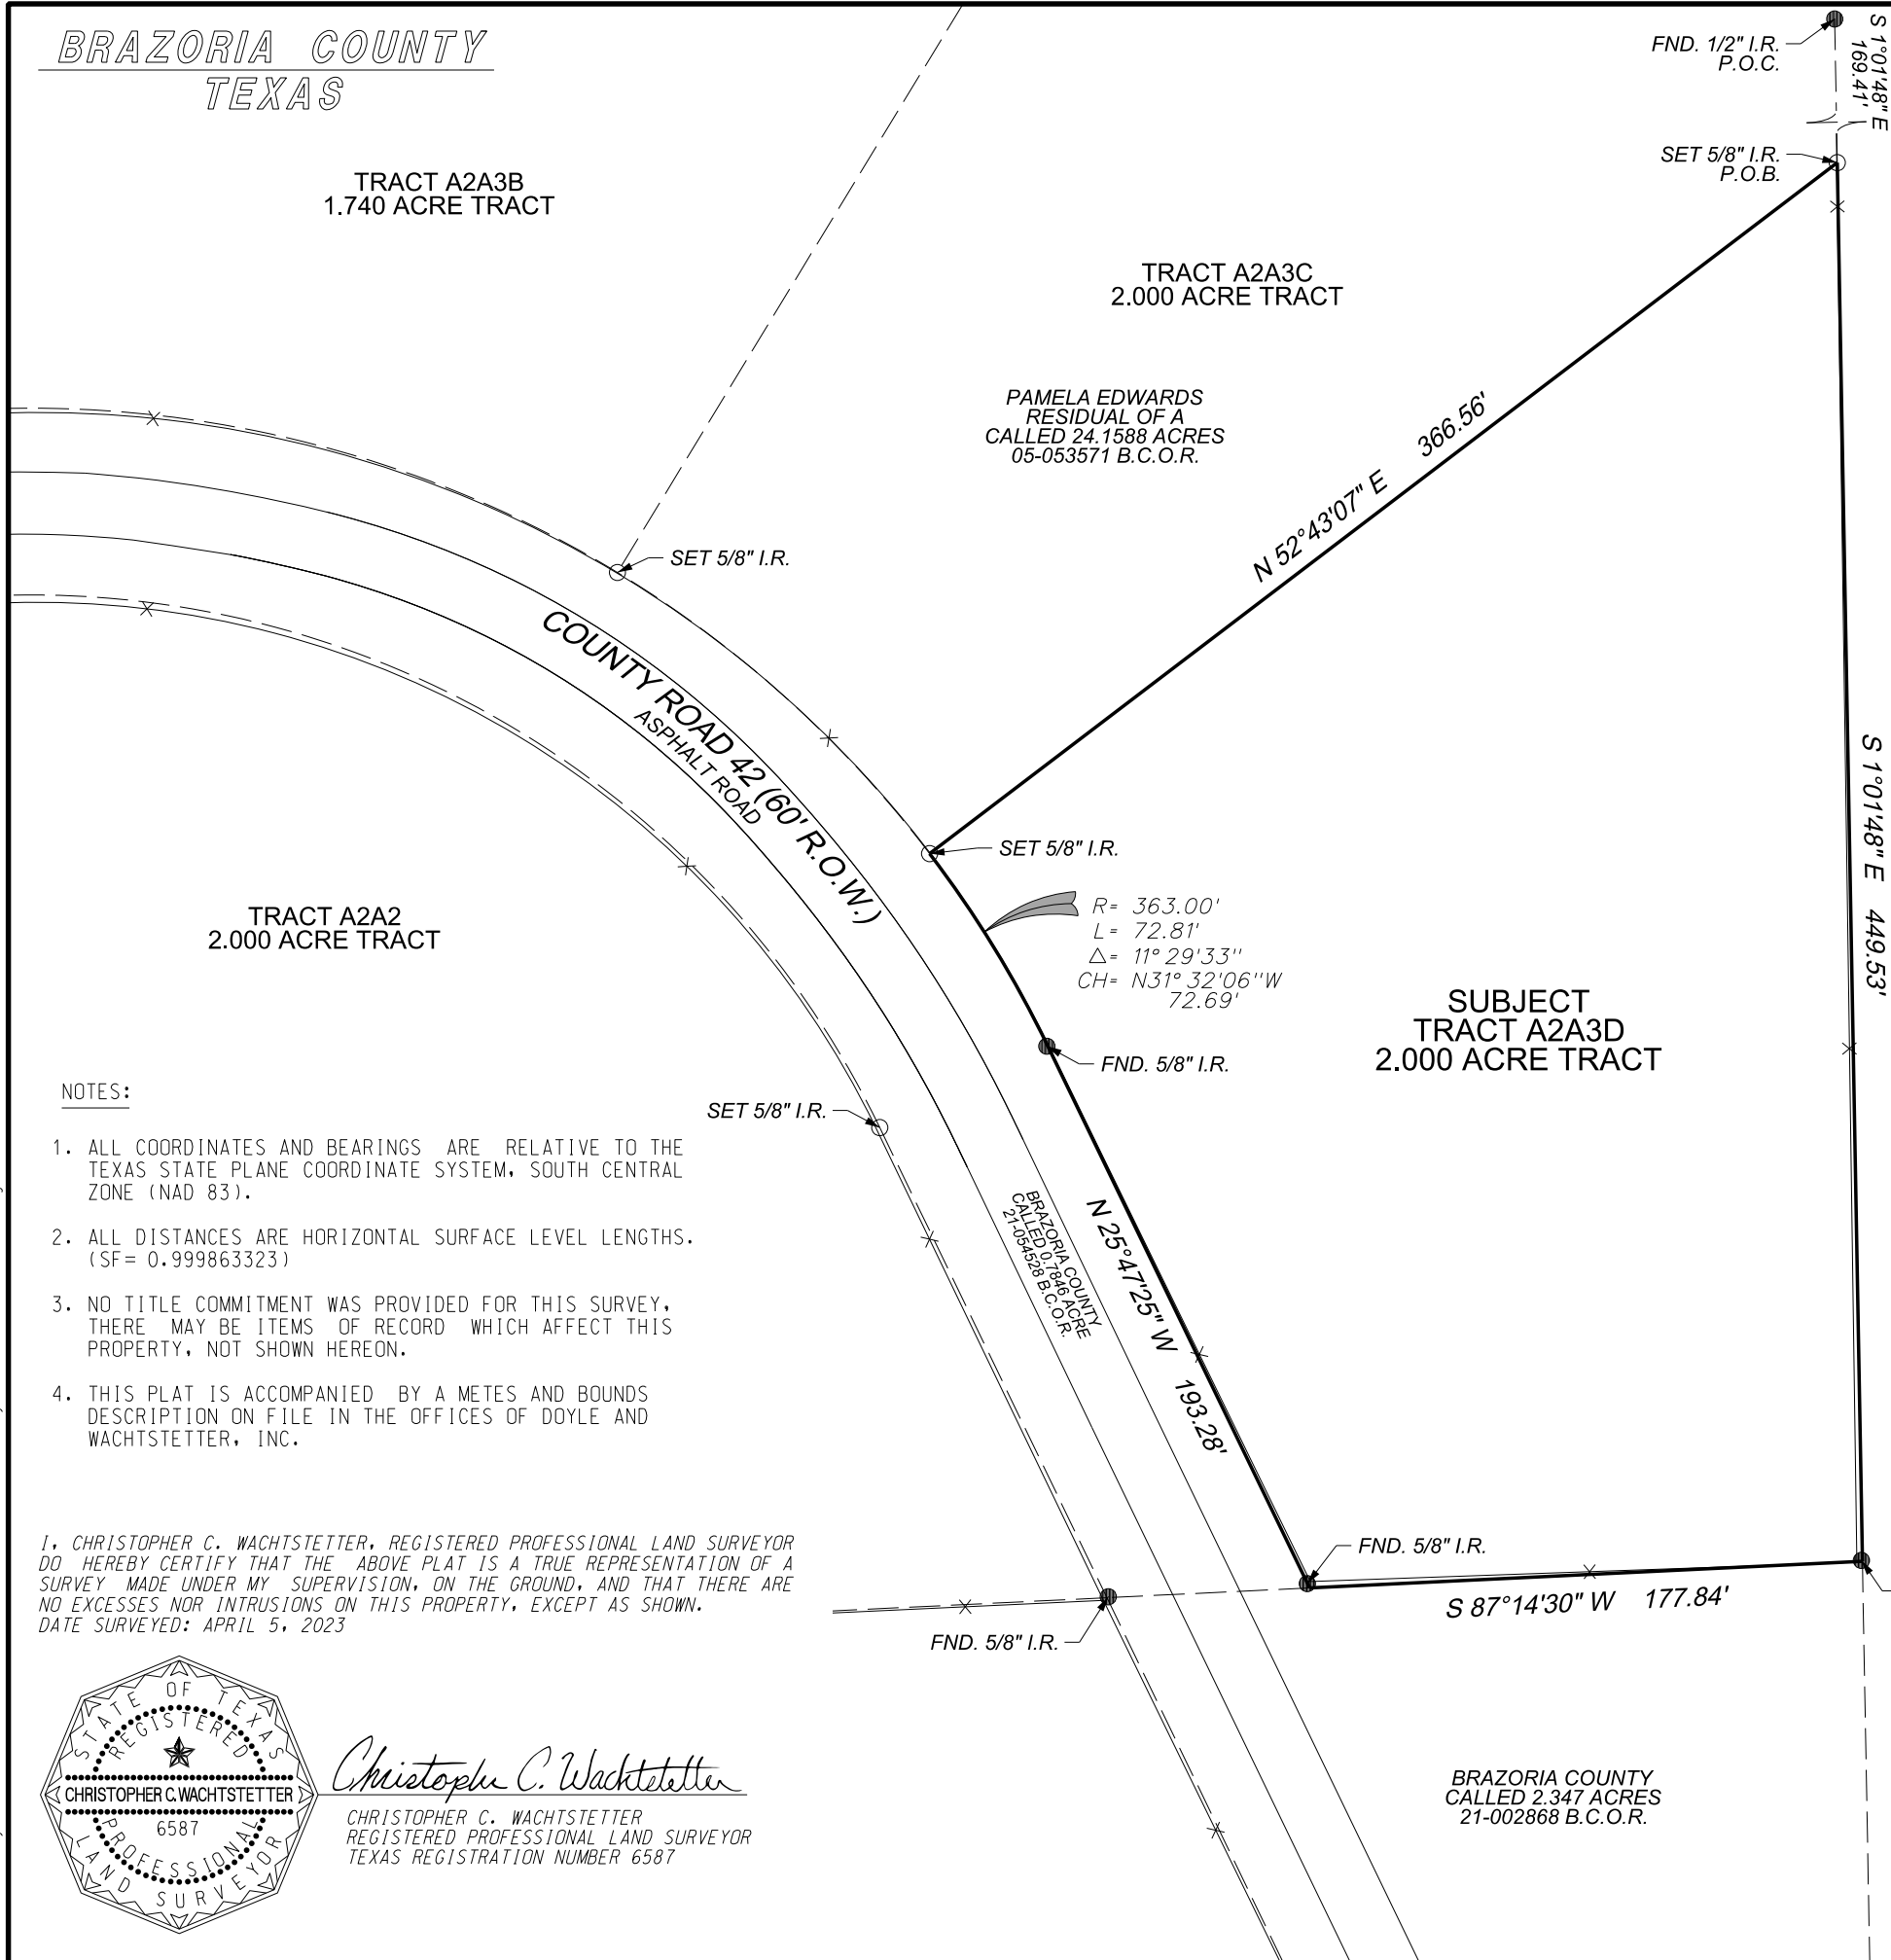 BRAZORIA COUNTY
TEXAS
FND. 1/2" I.R.
P.O.C.
S 1°01'48" E
169.41'
SET 5/8" I.R.
P.O.B.
TRACT A2A3B
1.740 ACRE TRACT
TRACT A2A3C
2.000 ACRE TRACT
PAMELA EDWARDS
RESIDUAL OF A
CALLED 24.1588 ACRES
05-053571 B.C.O.R.
N 52°43'07" E 366.56'
SET 5/8" I.R.
COUNTY ROAD 42 (60' R.O.W.)
ASPHALT ROAD
S 1°01'48" E 449.53'
SET 5/8" I.R.
R= 363.00'
L= 72.81'
Δ= 11° 29'33''
CH= N31° 32'06''W
72.69'
TRACT A2A2
2.000 ACRE TRACT
SUBJECT
TRACT A2A3D
2.000 ACRE TRACT
FND. 5/8" I.R.
SET 5/8" I.R.
NOTES:
1. ALL COORDINATES AND BEARINGS ARE RELATIVE TO THE
TEXAS STATE PLANE COORDINATE SYSTEM, SOUTH CENTRAL
ZONE (NAD 83).
2. ALL DISTANCES ARE HORIZONTAL SURFACE LEVEL LENGTHS.
(SF= 0.999863323)
3. NO TITLE COMMITMENT WAS PROVIDED FOR THIS SURVEY,
THERE MAY BE ITEMS OF RECORD WHICH AFFECT THIS
PROPERTY, NOT SHOWN HEREON.
4. THIS PLAT IS ACCOMPANIED BY A METES AND BOUNDS
DESCRIPTION ON FILE IN THE OFFICES OF DOYLE AND
WACHTSTETTER, INC.
BRAZORIA COUNTY
CALLED 0.7846 ACRE
21-054528 B.C.O.R.
N 25°47'25" W 193.28'
FND. 5/8" I.R.
S 87°14'30" W 177.84'
FND. 5/8" I.R.
I, CHRISTOPHER C. WACHTSTETTER, REGISTERED PROFESSIONAL LAND SURVEYOR
DO HEREBY CERTIFY THAT THE ABOVE PLAT IS A TRUE REPRESENTATION OF A
SURVEY MADE UNDER MY SUPERVISION, ON THE GROUND, AND THAT THERE ARE
NO EXCESSES NOR INTRUSIONS ON THIS PROPERTY, EXCEPT AS SHOWN.
DATE SURVEYED: APRIL 5, 2023
STATE OF TEXAS
REGISTERED
CHRISTOPHER C. WACHTSTETTER
6587
PROFESSIONAL
LAND SURVEYOR
Christopher C. Wachtstetter
CHRISTOPHER C. WACHTSTETTER
REGISTERED PROFESSIONAL LAND SURVEYOR
TEXAS REGISTRATION NUMBER 6587
BRAZORIA COUNTY
CALLED 2.347 ACRES
21-002868 B.C.O.R.